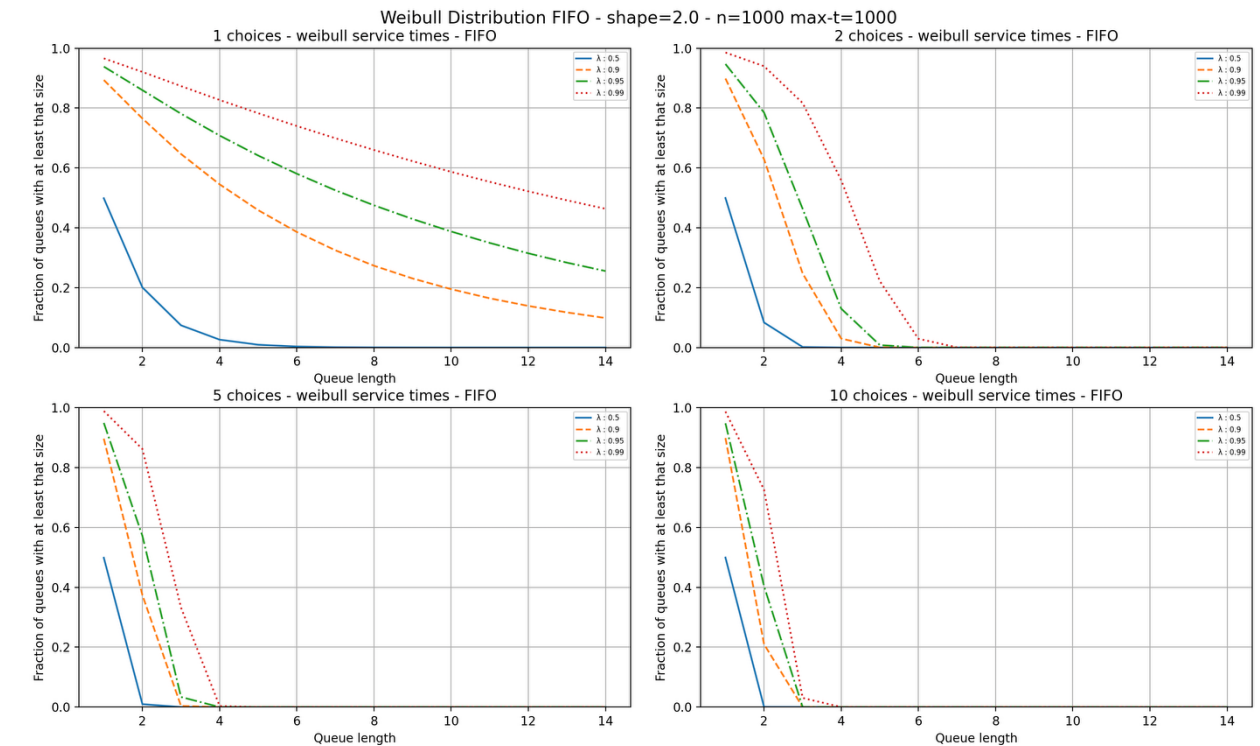 Weibull Distribution FIFO - shape=2.0 - n=1000 max-t=1000
1 choices - weibull service times - FIFO
Fraction of queues with at least that size
1.0
0.8
0.6
0.4
0.2
0.0
2
4
6
8
10
12
14
Queue length
λ : 0.5
λ : 0.9
λ : 0.95
λ : 0.99
2 choices - weibull service times - FIFO
Fraction of queues with at least that size
1.0
0.8
0.6
0.4
0.2
0.0
2
4
6
8
10
12
14
Queue length
λ : 0.5
λ : 0.9
λ : 0.95
λ : 0.99
5 choices - weibull service times - FIFO
Fraction of queues with at least that size
1.0
0.8
0.6
0.4
0.2
0.0
2
4
6
8
10
12
14
Queue length
λ : 0.5
λ : 0.9
λ : 0.95
λ : 0.99
10 choices - weibull service times - FIFO
Fraction of queues with at least that size
1.0
0.8
0.6
0.4
0.2
0.0
2
4
6
8
10
12
14
Queue length
λ : 0.5
λ : 0.9
λ : 0.95
λ : 0.99